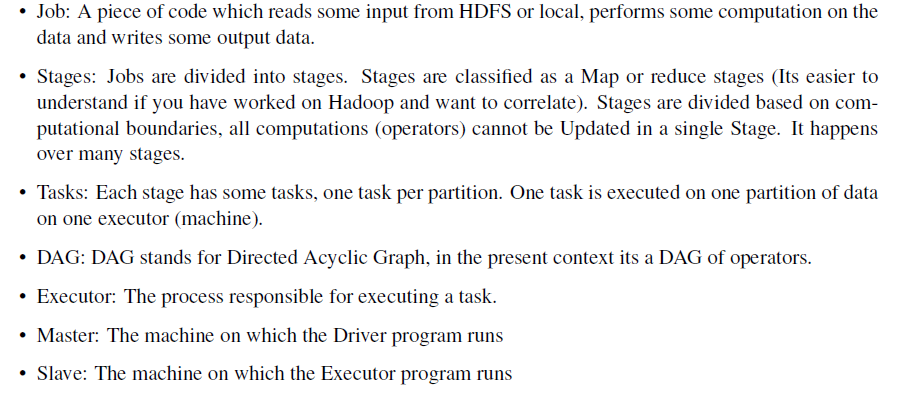 • Job: A piece of code which reads some input from HDFS or local, performs some computation on the
data and writes some output data.
• Stages: Jobs are divided into stages. Stages are classified as a Map or reduce stages (Its easier to
understand if you have worked on Hadoop and want to correlate). Stages are divided based on com-
putational boundaries, all computations (operators) cannot be Updated in a single Stage. It happens
over many stages.
• Tasks: Each stage has some tasks, one task per partition. One task is executed on one partition of data
on one executor (machine).
• DAG: DAG stands for Directed Acyclic Graph, in the present context its a DAG of operators.
• Executor: The process responsible for executing a task.
• Master: The machine on which the Driver program runs
• Slave: The machine on which the Executor program runs